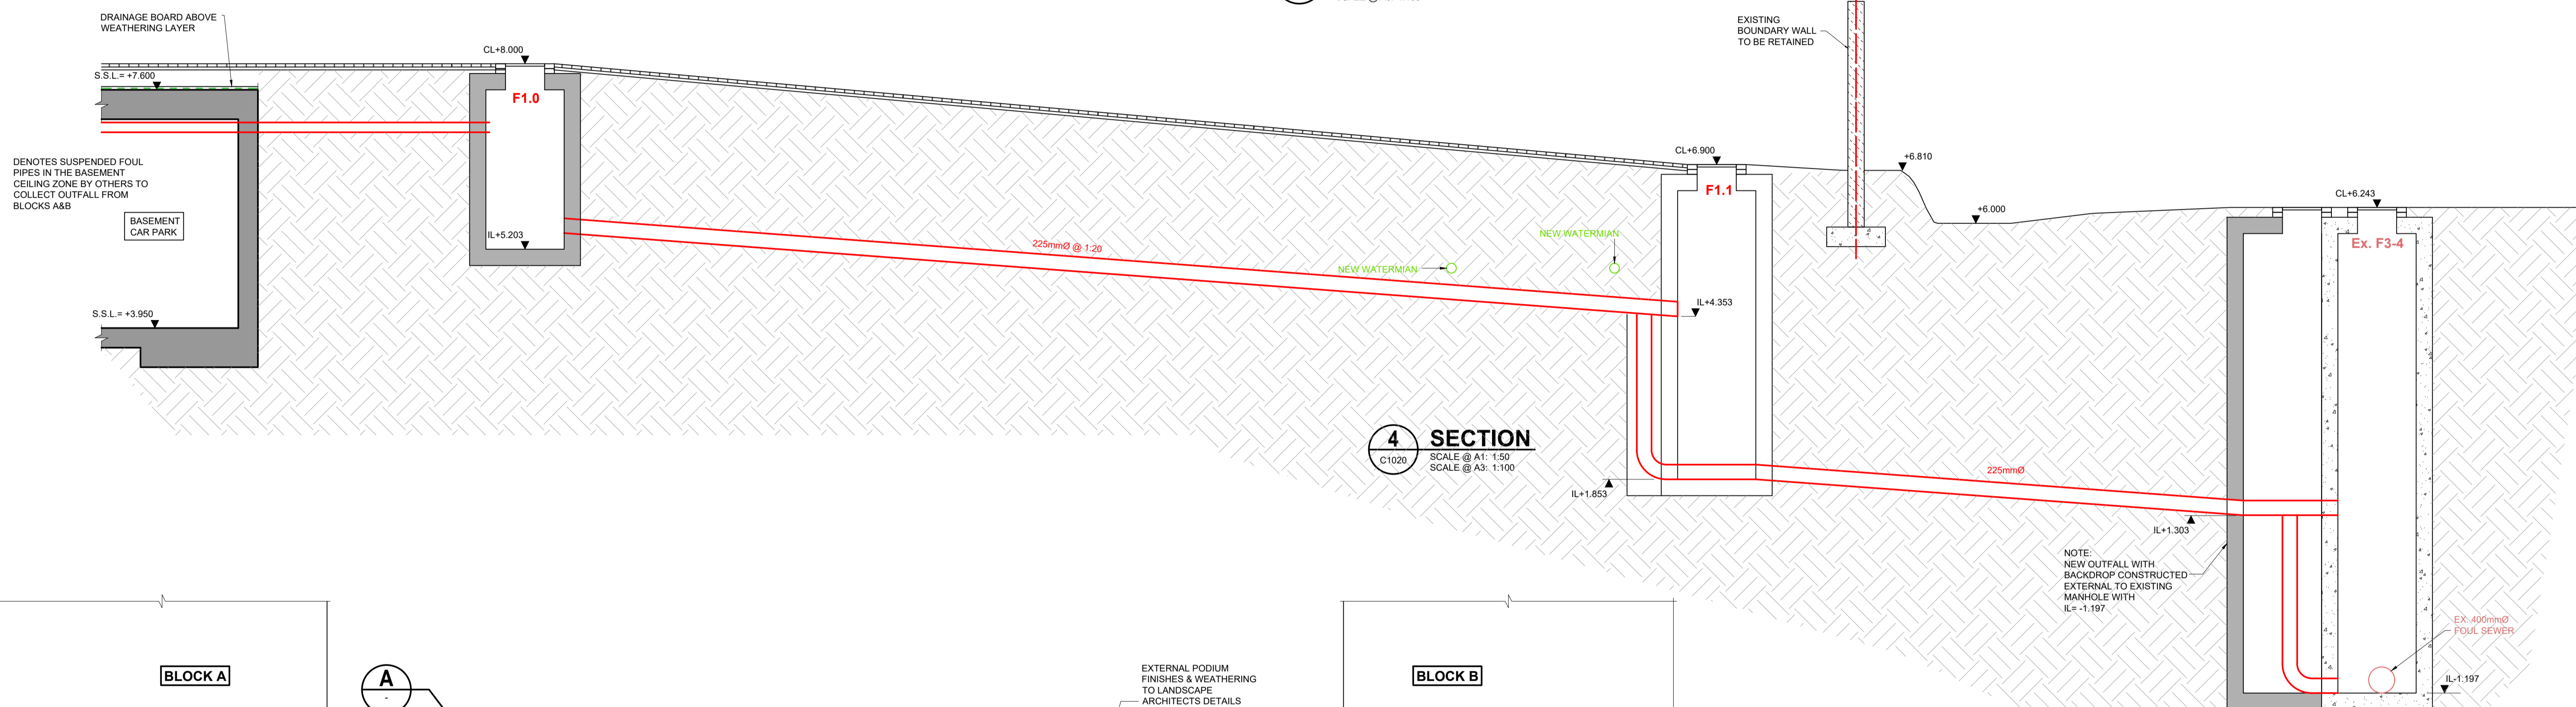 DRAINAGE BOARD ABOVE
WEATHERING LAYER
S.S.L.= +7.600
CL+8.000
F1.0
DENOTES SUSPENDED FOUL
PIPES IN THE BASEMENT
CEILING ZONE BY OTHERS TO
COLLECT OUTFALL FROM
BLOCKS A&B
BASEMENT
CAR PARK
IL+5.203
S.S.L.= +3.950
225mmØ @ 1:20
NEW WATERMIAN
NEW WATERMIAN
EXISTING
BOUNDARY WALL
TO BE RETAINED
CL+6.900
F1.1
+6.810
+6.000
IL+4.353
CL+6.243
Ex. F3-4
4
C1020
SECTION
SCALE @ A1: 1:50
SCALE @ A3: 1:100
IL+1.853
225mmØ
IL+1.303
NOTE:
NEW OUTFALL WITH
BACKDROP CONSTRUCTED
EXTERNAL TO EXISTING
MANHOLE WITH
IL= -1.197
EX. 400mmØ
FOUL SEWER
IL-1.197
BLOCK A
A
-
EXTERNAL PODIUM
FINISHES & WEATHERING
TO LANDSCAPE
ARCHITECTS DETAILS
BLOCK B